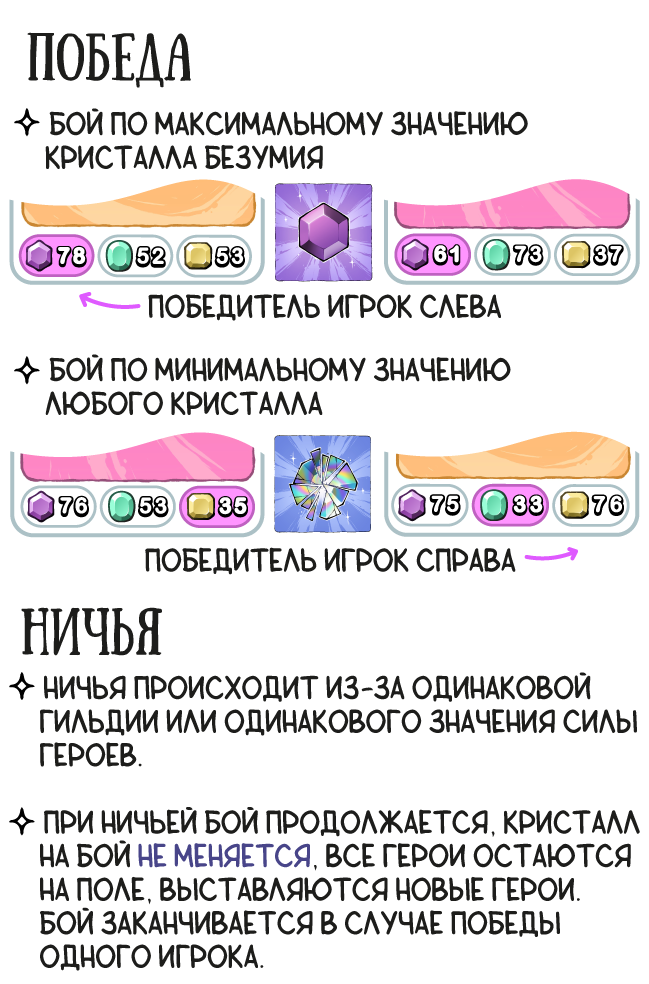 ПОБЕДА
БОЙ ПО МАКСИМАЛЬНОМУ ЗНАЧЕНИЮ
КРИСТАЛЛА БЕЗУМИЯ
78 52 53 61 73 37
ПОБЕДИТЕЛЬ ИГРОК СЛЕВА
БОЙ ПО МИНИМАЛЬНОМУ ЗНАЧЕНИЮ
ЛЮБОГО КРИСТАЛЛА
76 53 35 75 33 76
ПОБЕДИТЕЛЬ ИГРОК СПРАВА
НИЧЬЯ
НИЧЬЯ ПРОИСХОДИТ ИЗ-ЗА ОДИНАКОВОЙ
ГИЛЬДИИ ИЛИ ОДИНАКОВОГО ЗНАЧЕНИЯ СИЛЫ
ГЕРОЕВ.
ПРИ НИЧЬЕЙ БОЙ ПРОДОЛЖАЕТСЯ, КРИСТАЛЛ
НА БОЙ НЕ МЕНЯЕТСЯ, ВСЕ ГЕРОИ ОСТАЮТСЯ
НА ПОЛЕ, ВЫСТАВЛЯЮТСЯ НОВЫЕ ГЕРОИ.
БОЙ ЗАКАНЧИВАЕТСЯ В СЛУЧАЕ ПОБЕДЫ
ОДНОГО ИГРОКА.